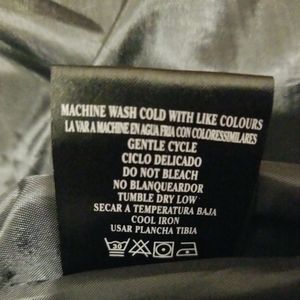 MACHINE WASH COLD WITH LIKE COLOURS
LA VAR A MACHINE EN AGUA FRIA CON COLORESSIMILARES
GENTLE CYCLE
CICLO DELICADO
DO NOT BLEACH
NO BLANQUEARDOR
TUMBLE DRY LOW
SECAR A TEMPERATURA BAJA
COOL IRON
USAR PLANCHA TIBIA
30